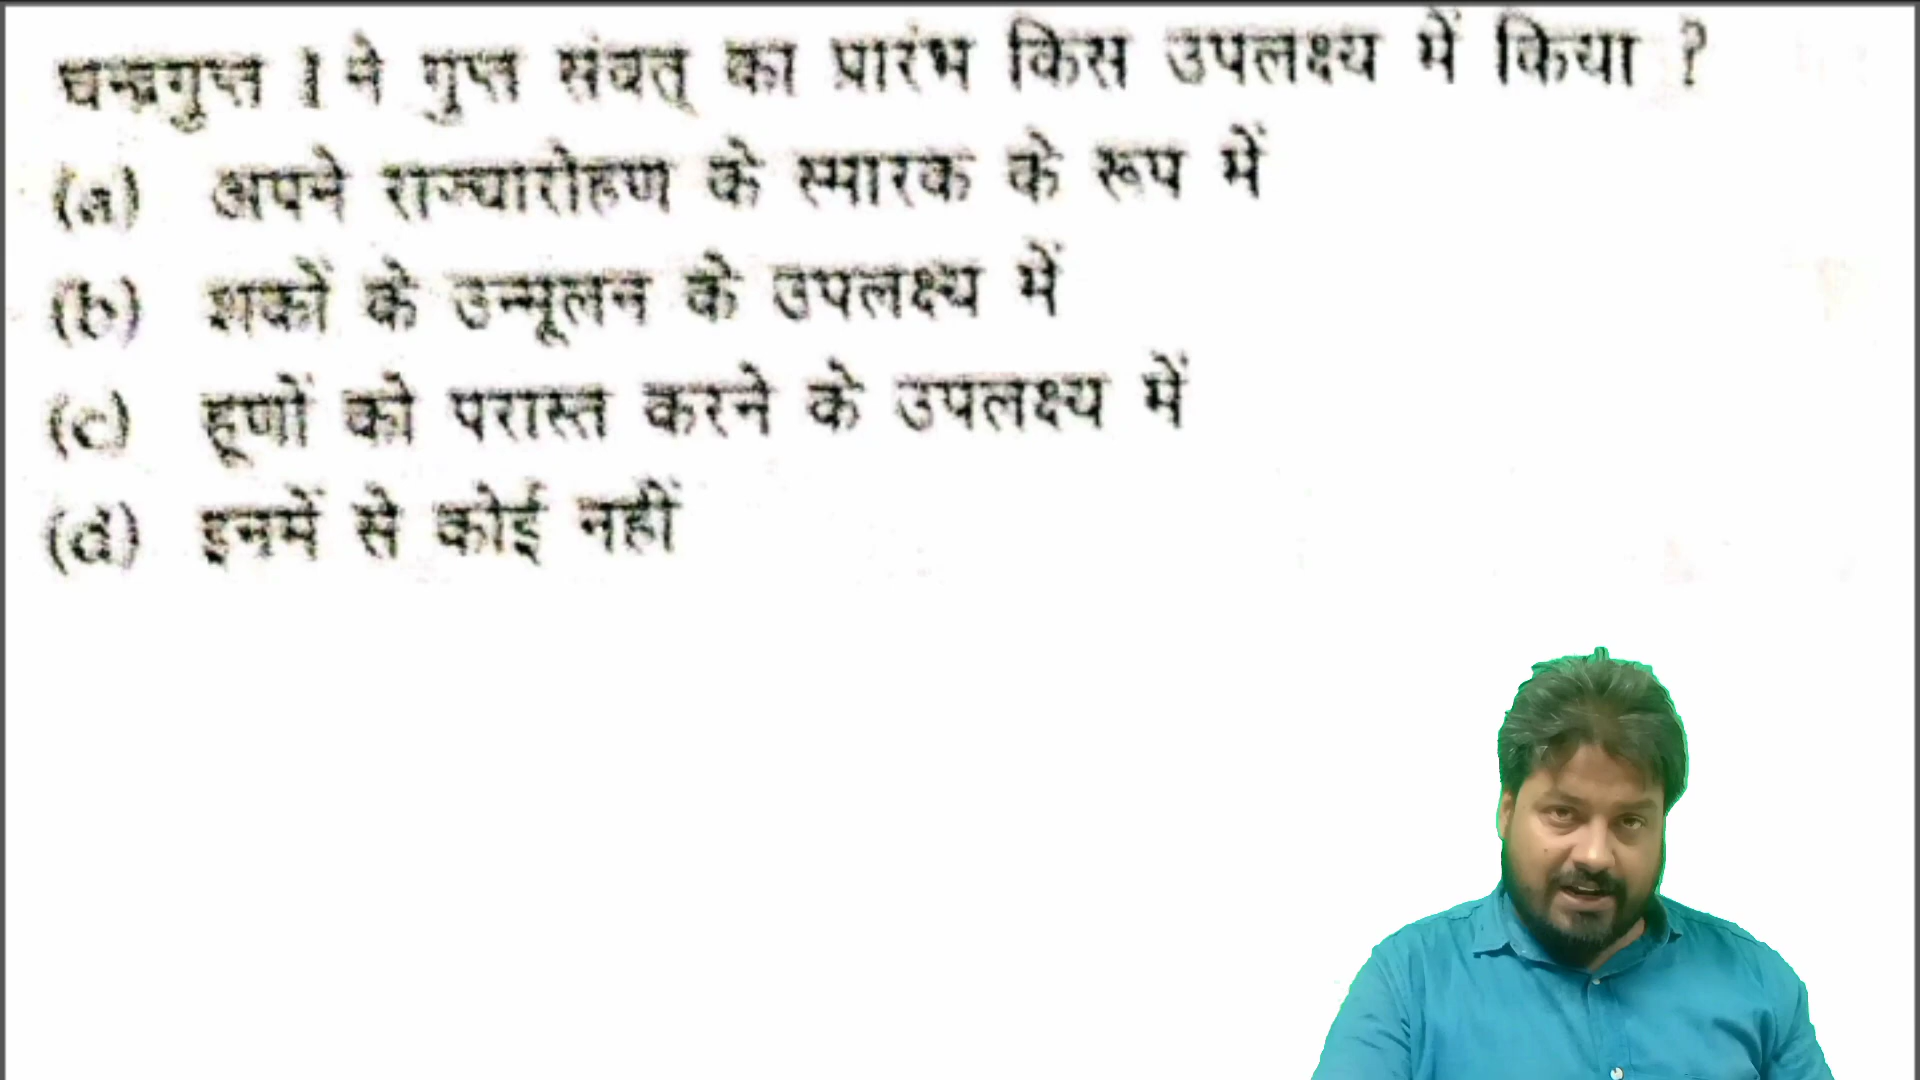 चन्द्रगुप्त I ने गुप्त संवत् का प्रारंभ किस उपलक्ष्य में किया ?
(a) अपने राज्यारोहण के स्मारक के रूप में
(b) शकों के उन्मूलन के उपलक्ष्य में
(c) हूणों को परास्त करने के उपलक्ष्य में
(d) इनमें से कोई नहीं